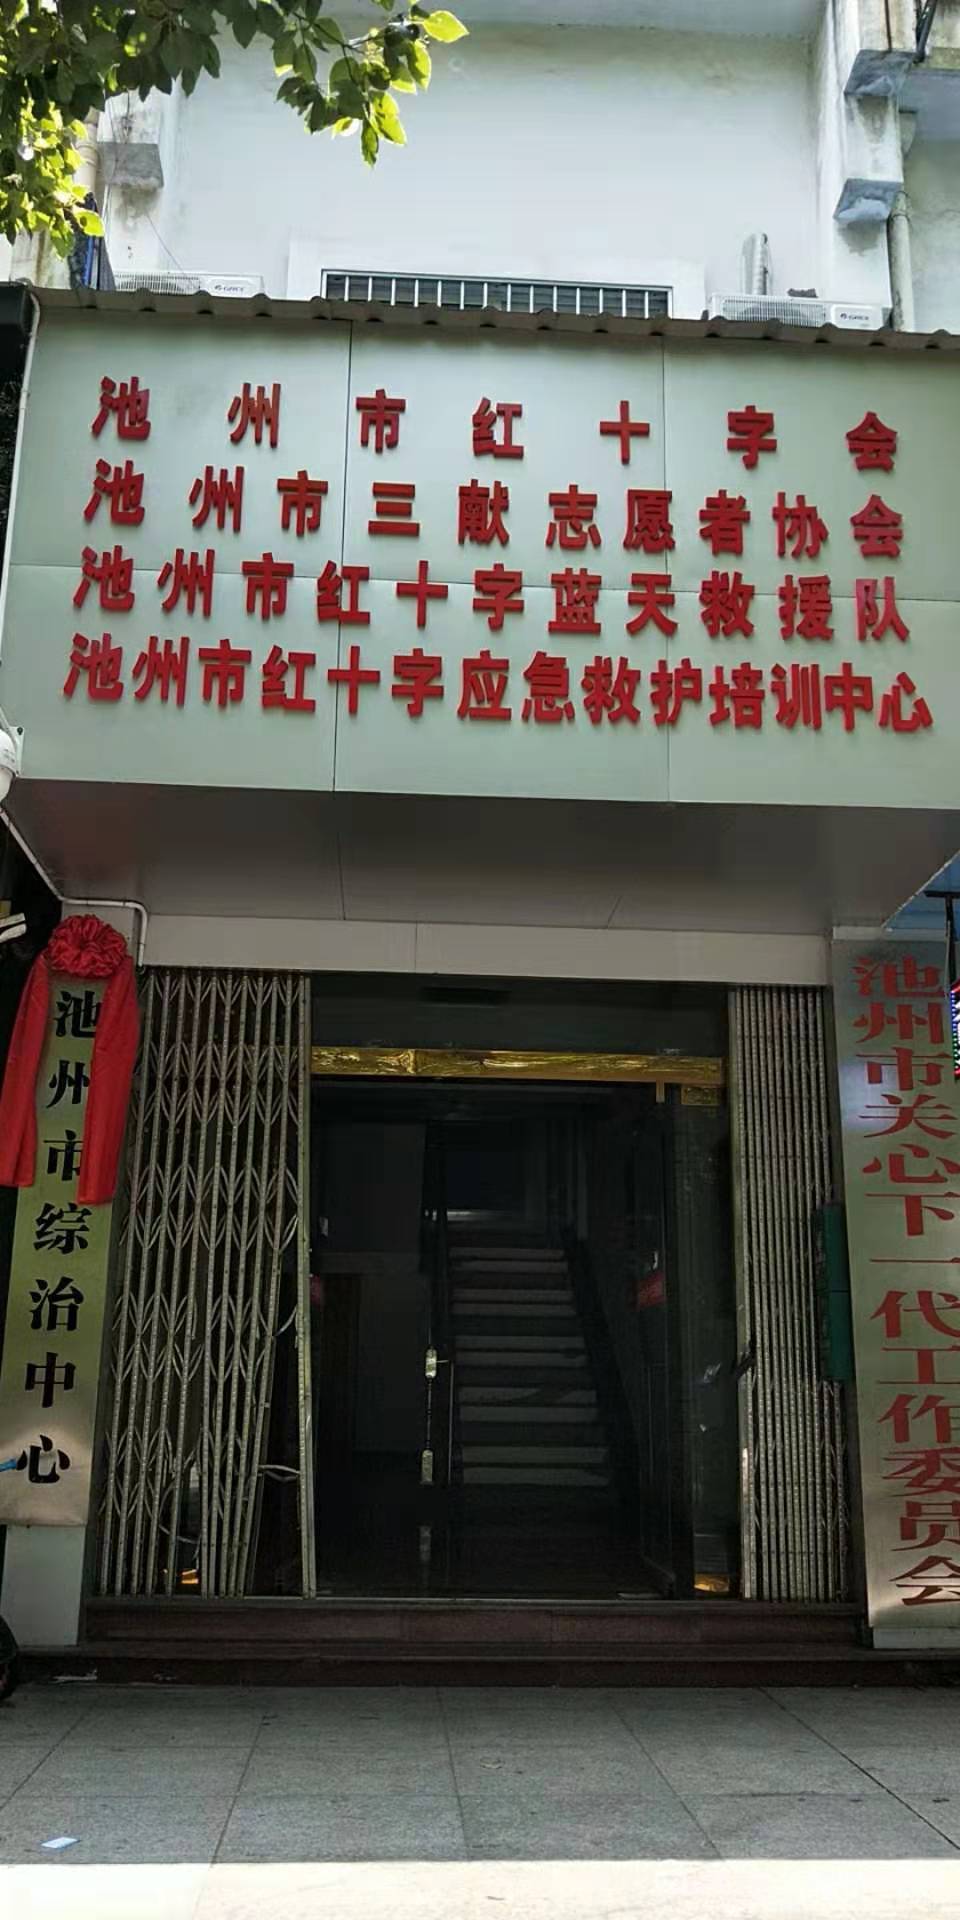 池州市红十字会
池州市三献志愿者协会
池州市红十字蓝天救援队
池州市红十字应急救护培训中心
池州市综治中心
池州市关心下一代工作委员会